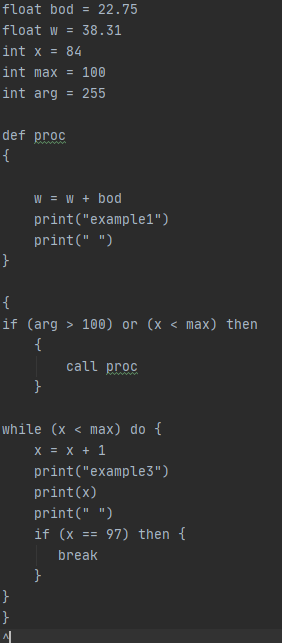 float bod = 22.75
float w = 38.31
int x = 84
int max = 100
int arg = 255
def proc
{
w = w + bod
print("example1")
print(" ")
}
{
if (arg > 100) or (x < max) then
{
call proc
}
while (x < max) do {
x = x + 1
print("example3")
print(x)
print(" ")
if (x == 97) then {
break
}
}
}
^